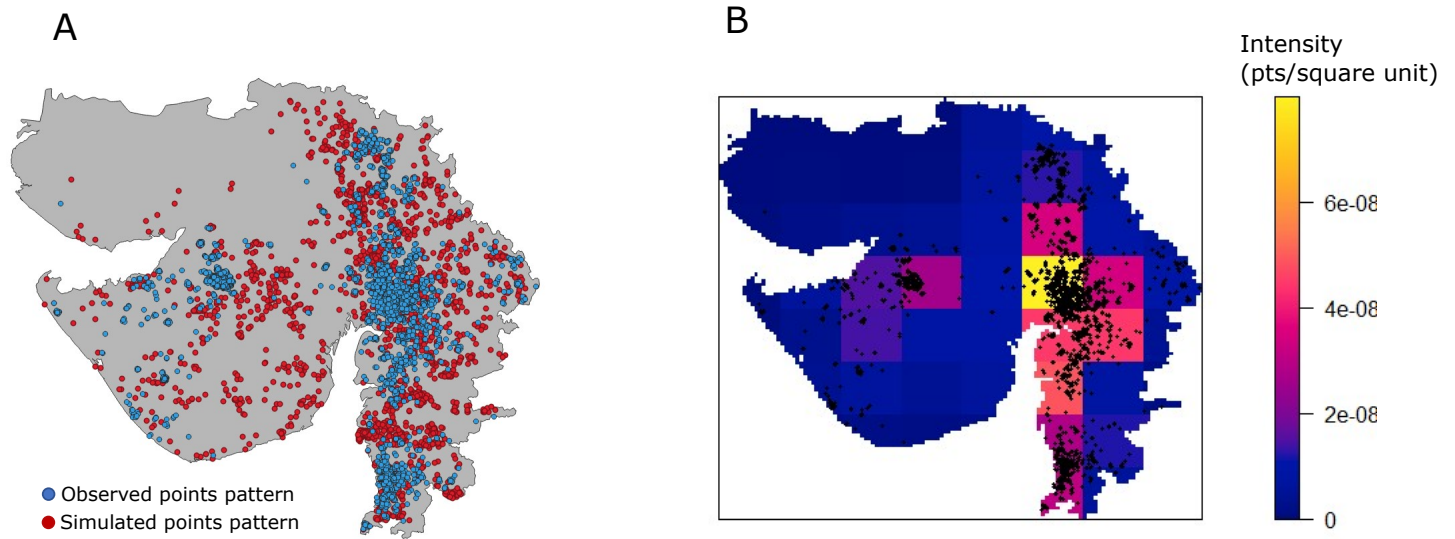 A
B
Intensity
(pts/square unit)
6e-08
4e-08
2e-08
0
Observed points pattern
Simulated points pattern